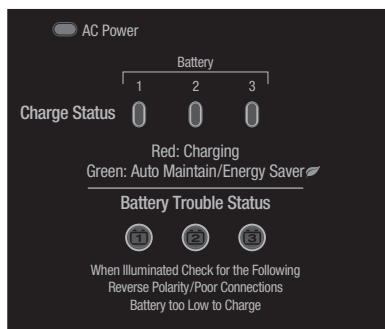 AC Power
Battery
1 2 3
Charge Status
Red: Charging
Green: Auto Maintain/Energy Saver
Battery Trouble Status
1 2 3
When Illuminated Check for the Following
Reverse Polarity/Poor Connections
Battery too Low to Charge